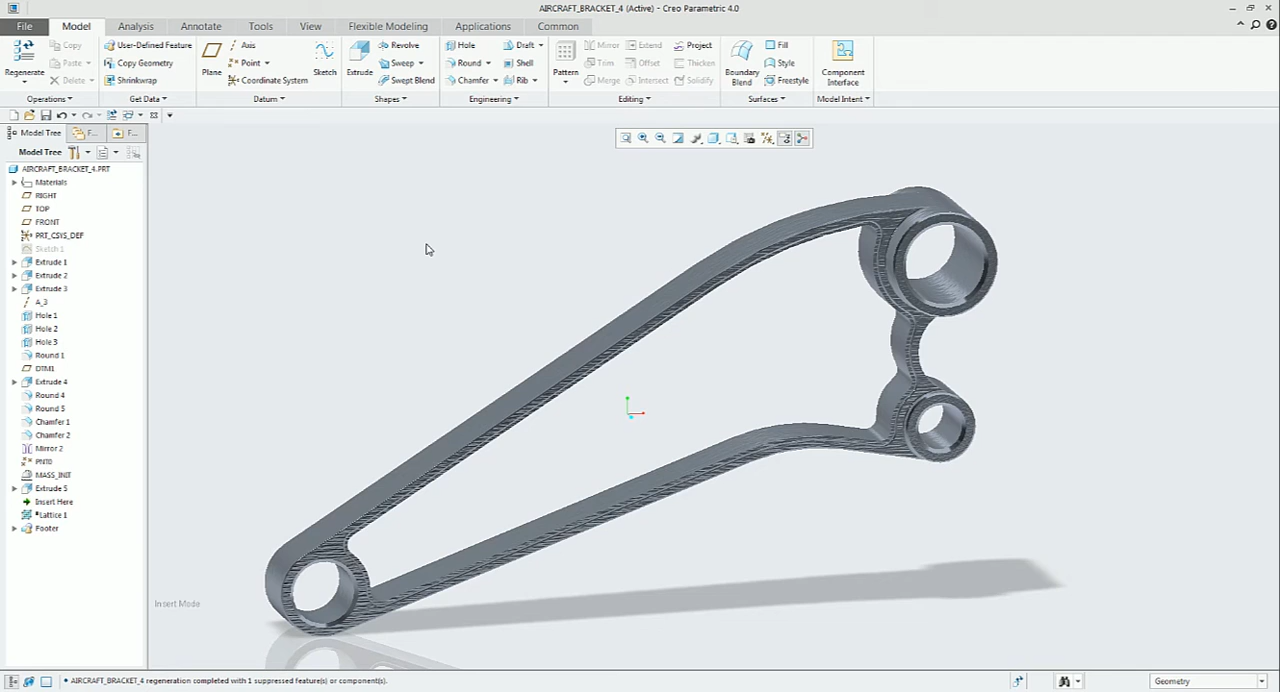 AIRCRAFT_BRACKET_4 (Active) - Creo Parametric 4.0
File Model Analysis Annotate Tools View Flexible Modeling Applications Common
Regenerate
Copy
Paste
Delete
Operations
User-Defined Feature
Copy Geometry
Shrinkwrap
Get Data
Plane
Axis
Point
Coordinate System
Sketch
Datum
Extrude
Revolve
Sweep
Swept Blend
Shapes
Hole
Round
Chamfer
Draft
Shell
Rib
Engineering
Pattern
Mirror
Trim
Merge
Extend
Offset
Intersect
Project
Thicken
Solidify
Editing
Boundary
Blend
Fill
Style
Freestyle
Surfaces
Component
Interface
Model Intent
Model Tree F... F...
Model Tree
AIRCRAFT_BRACKET_4.PRT
Materials
RIGHT
TOP
FRONT
PRT_CSYS_DEF
Sketch 1
Extrude 1
Extrude 2
Extrude 3
A_3
Hole 1
Hole 2
Hole 3
Round 1
DTM1
Extrude 4
Round 4
Round 5
Chamfer 1
Chamfer 2
Mirror 2
PNT0
MASS_INIT
Extrude 5
Insert Here
*Lattice 1
Footer
Insert Mode
• AIRCRAFT_BRACKET_4 regeneration completed with 1 suppressed feature(s) or component(s).
Geometry